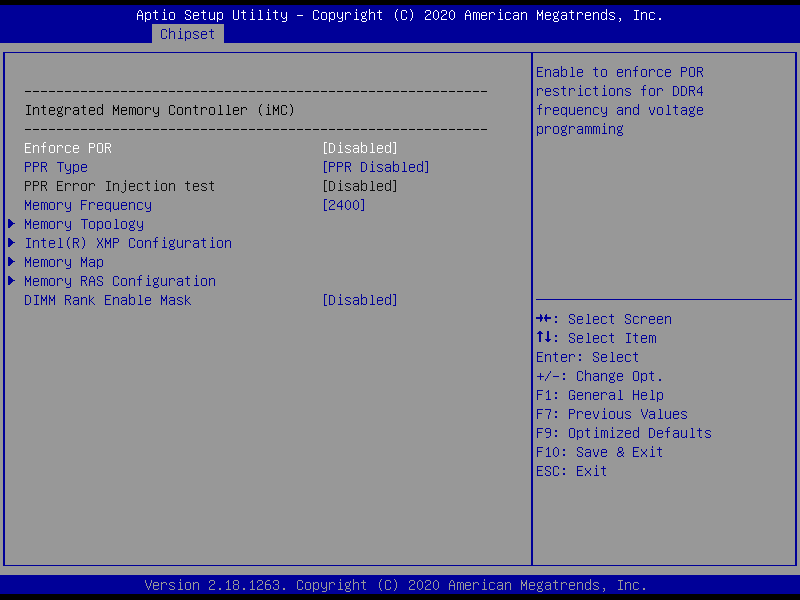 Aptio Setup Utility – Copyright (C) 2020 American Megatrends, Inc.
Chipset
--------------------------------------------------------
Integrated Memory Controller (iMC)
--------------------------------------------------------
Enforce POR [Disabled]
PPR Type [PPR Disabled]
PPR Error Injection test [Disabled]
Memory Frequency [2400]
Memory Topology
Intel(R) XMP Configuration
Memory Map
Memory RAS Configuration
DIMM Rank Enable Mask [Disabled]
Enable to enforce POR
restrictions for DDR4
frequency and voltage
programming
→←: Select Screen
↑↓: Select Item
Enter: Select
+/-: Change Opt.
F1: General Help
F7: Previous Values
F9: Optimized Defaults
F10: Save & Exit
ESC: Exit
Version 2.18.1263. Copyright (C) 2020 American Megatrends, Inc.